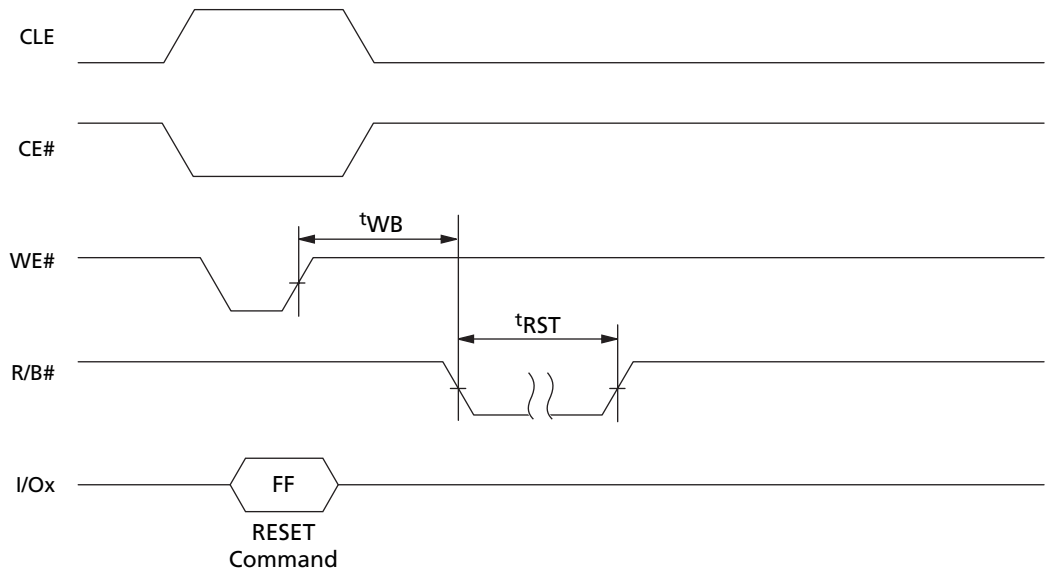 CLE
CE#
tWB
WE#
tRST
R/B#
I/Ox
FF
RESET
Command